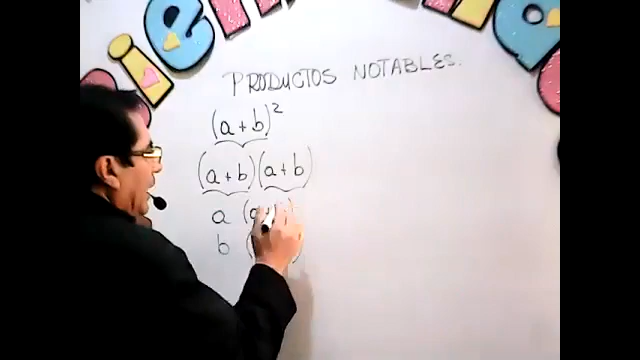 PRODUCTOS NOTABLES.
(a+b)²
(a+b)(a+b)
a (a
b (